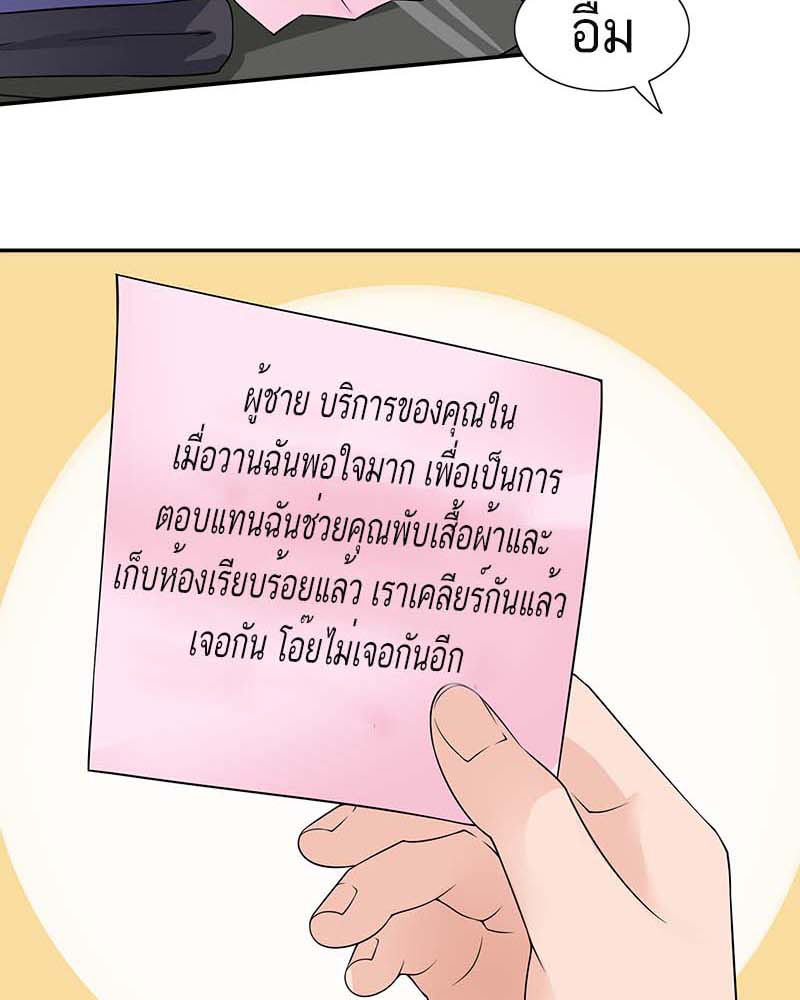 อืม
ผู้ชาย บริการของคุณใน
เมื่อวานฉันพอใจมาก เพื่อเป็นการ
ตอบแทนฉันช่วยคุณพับเสื้อผ้าและ
เก็บห้องเรียบร้อยแล้ว เราเคลียร์กันแล้ว
เจอกัน โอ๊ยไม่เจอกันอีก